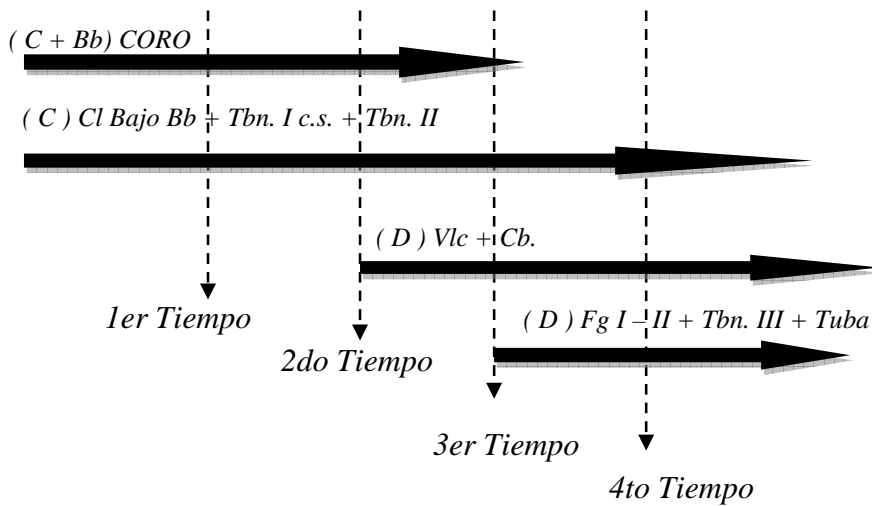 ( C + Bb) CORO
( C ) Cl Bajo Bb + Tbn. I c.s. + Tbn. II
( D ) Vlc + Cb.
1er Tiempo
( D ) Fg I – II + Tbn. III + Tuba
2do Tiempo
3er Tiempo
4to Tiempo